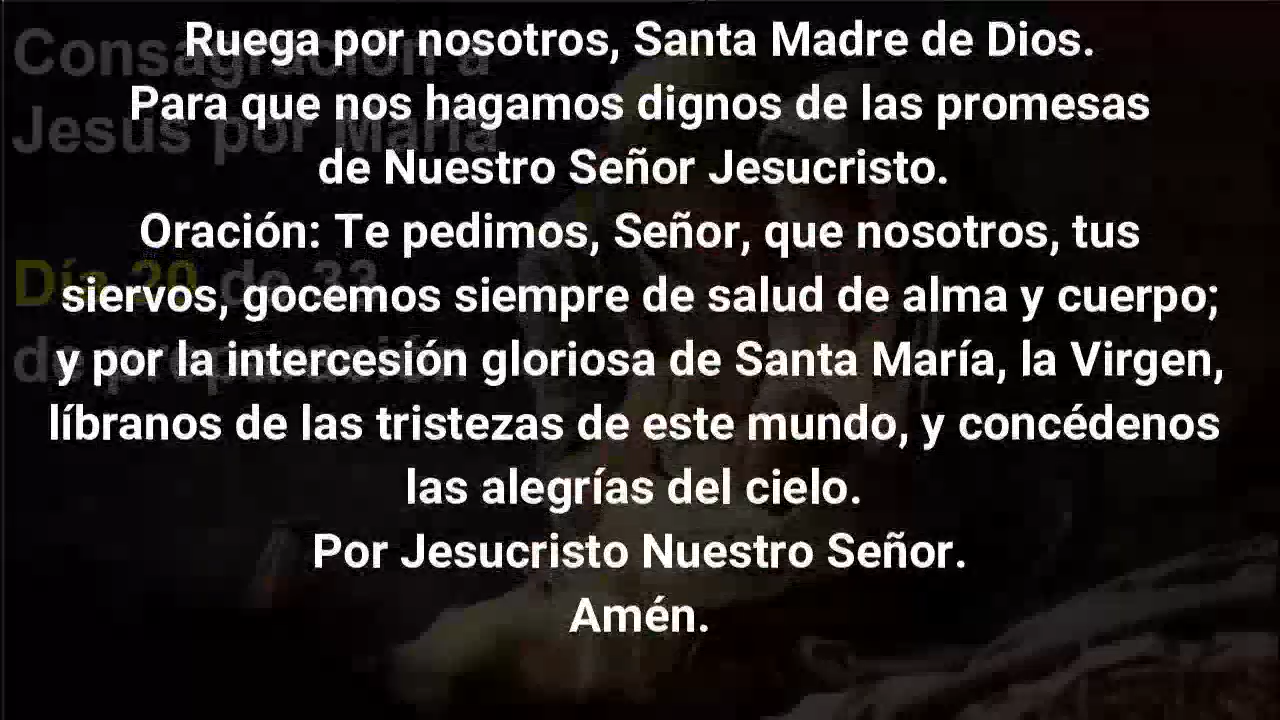 Ruega por nosotros, Santa Madre de Dios.
Para que nos hagamos dignos de las promesas
de Nuestro Señor Jesucristo.
Oración: Te pedimos, Señor, que nosotros, tus
siervos, gocemos siempre de salud de alma y cuerpo;
y por la intercesión gloriosa de Santa María, la Virgen,
líbranos de las tristezas de este mundo, y concédenos
las alegrías del cielo.
Por Jesucristo Nuestro Señor.
Amén.
Consagración a
Jesús por María
Día 20 de 33
de preparación